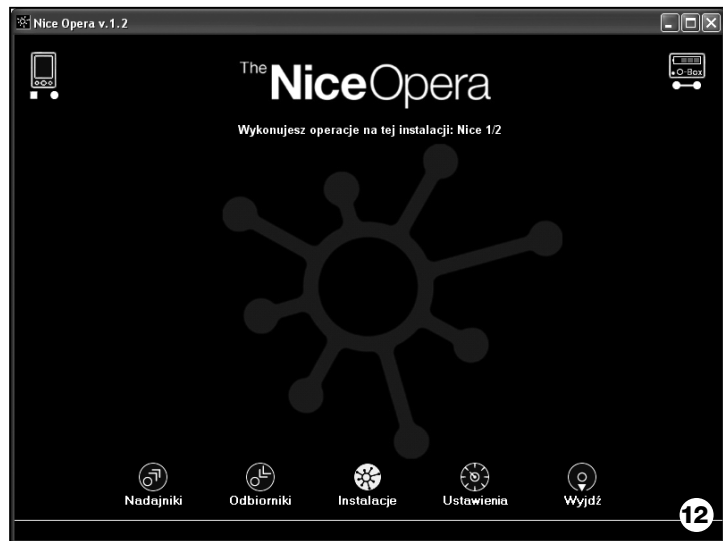 Nice Opera v.1.2
The NiceOpera
O-Box
Wykonujesz operacje na tej instalacji: Nice 1/2
Nadajniki
Odbiorniki
Instalacje
Ustawienia
Wyjdź
12